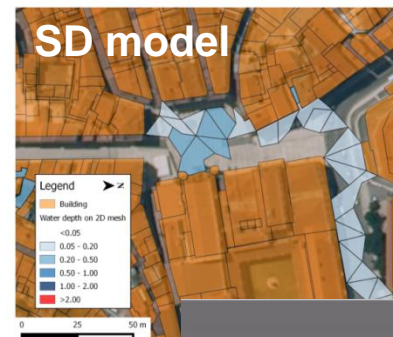 SD model
Legend
N
Building
Water depth on 2D mesh
<0.05
0.05 - 0.20
0.20 - 0.50
0.50 - 1.00
1.00 - 2.00
>2.00
0 25 50 m